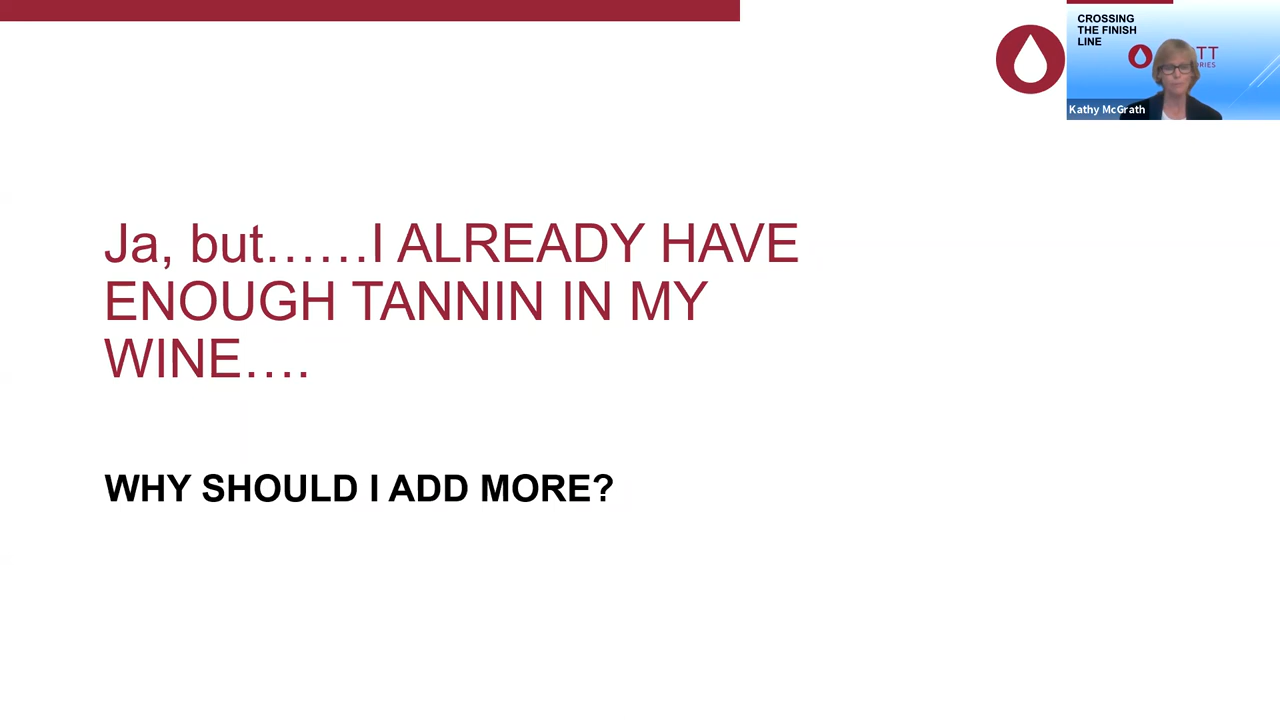 CROSSING
THE FINISH
LINE
Kathy McGrath
Ja, but……I ALREADY HAVE
ENOUGH TANNIN IN MY
WINE….
WHY SHOULD I ADD MORE?